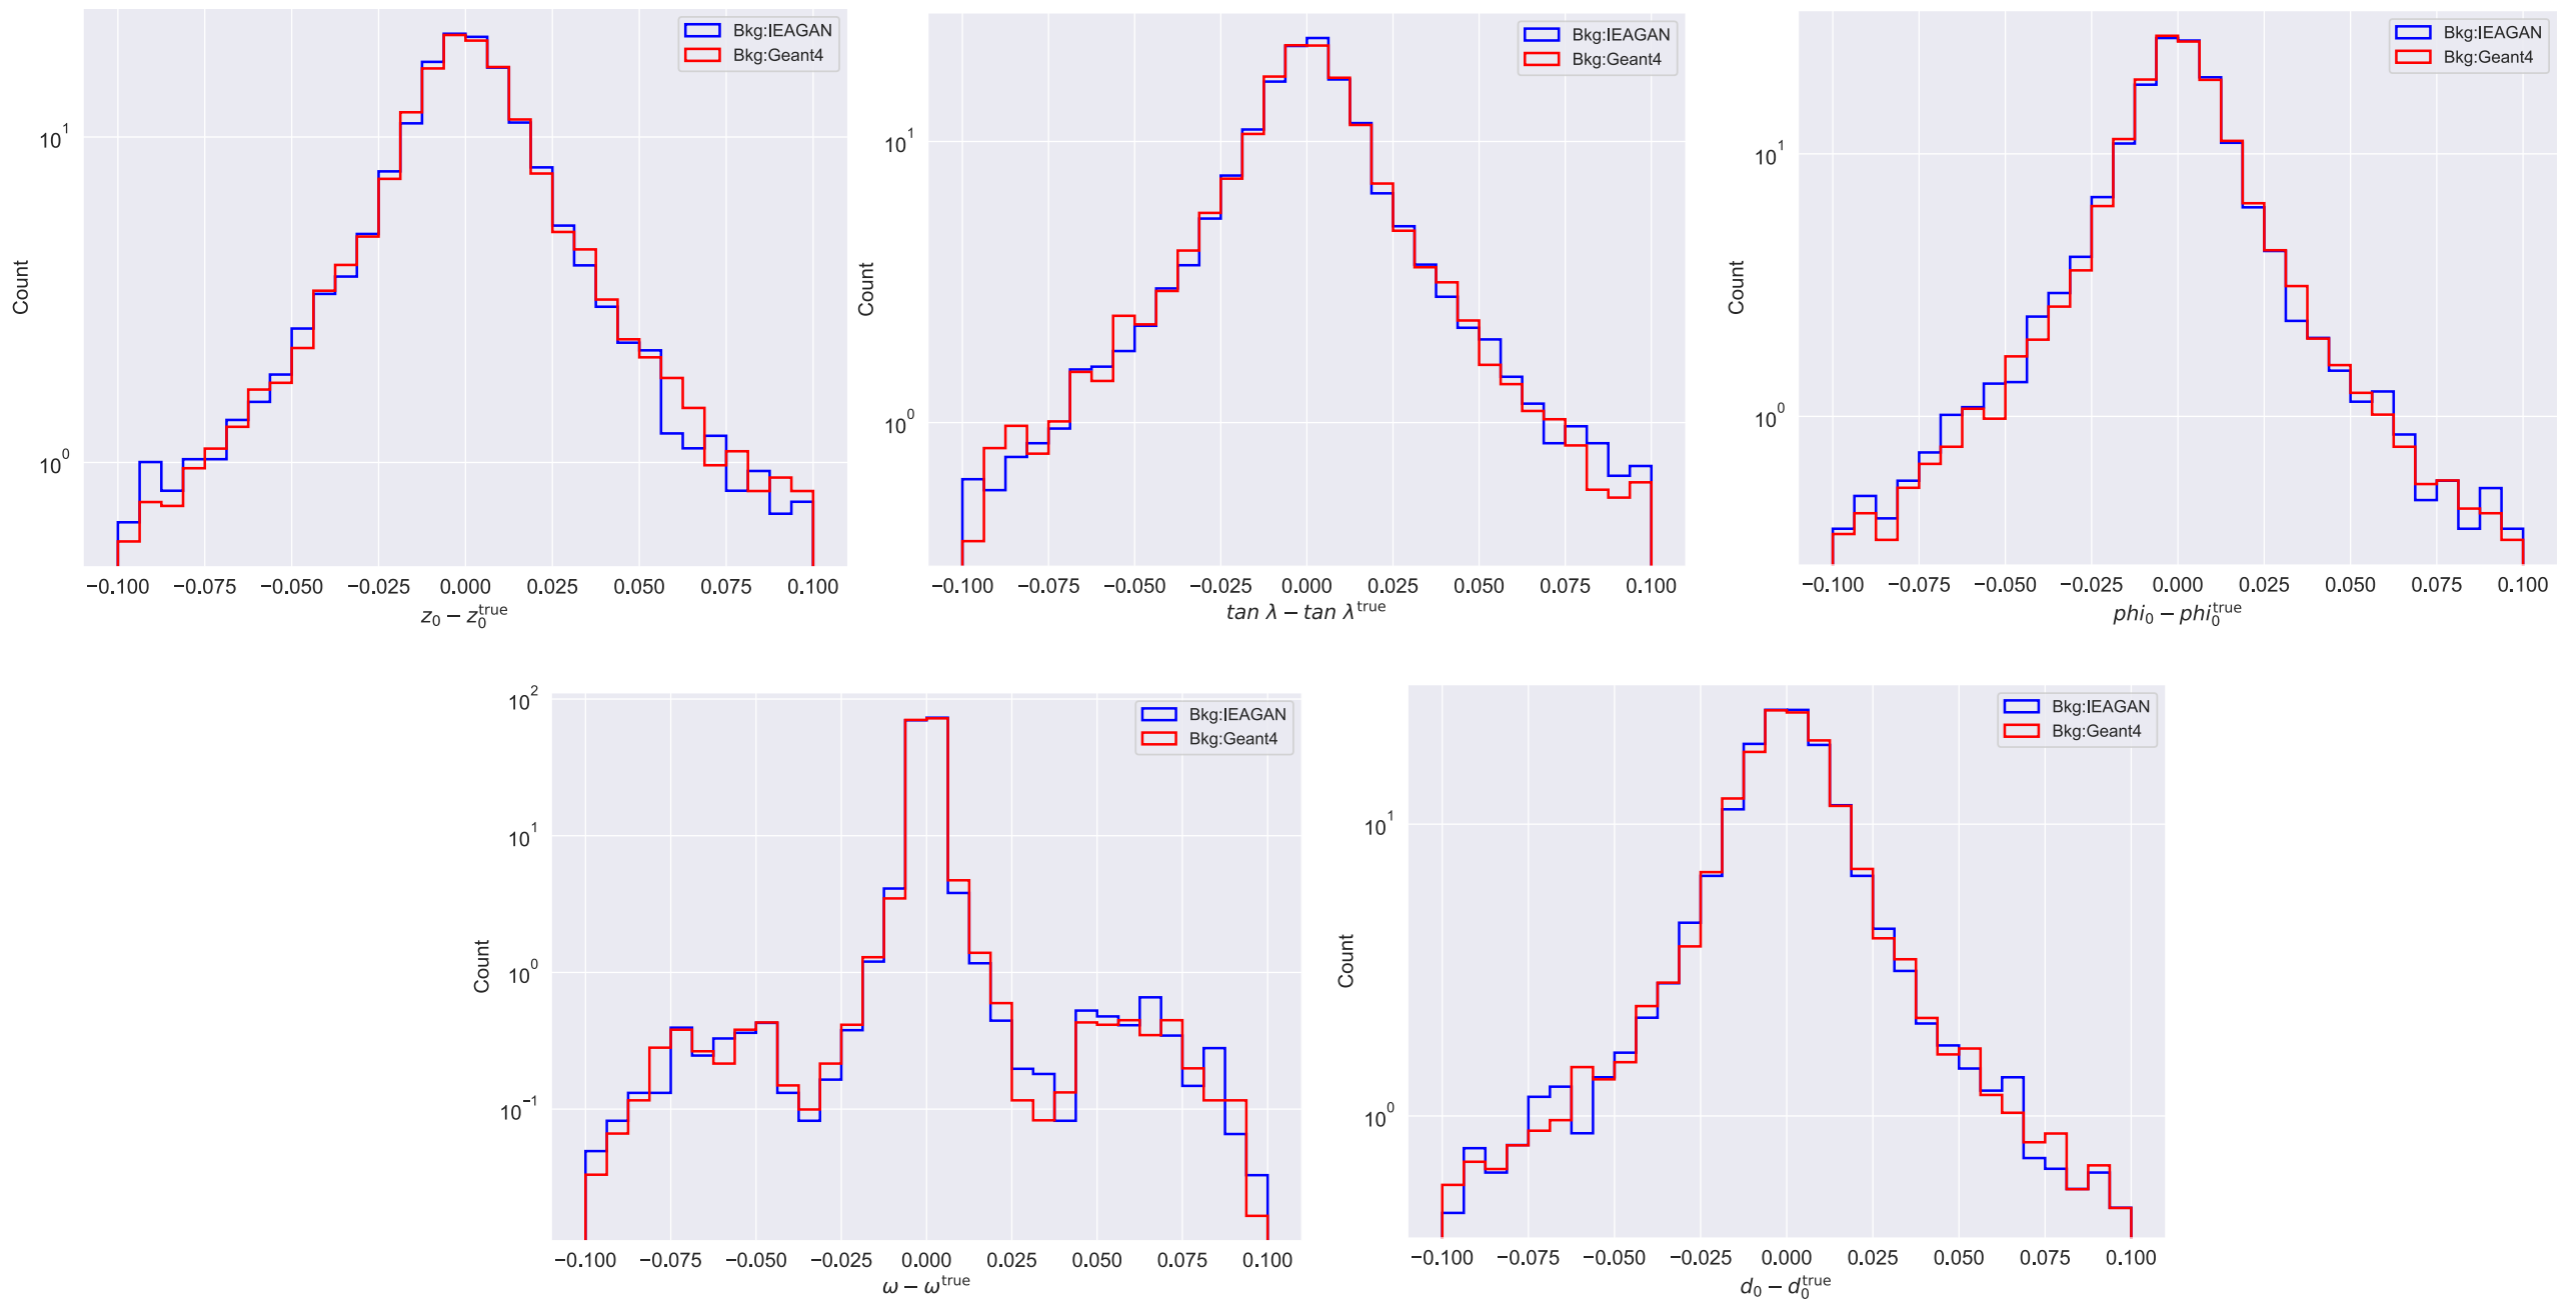 Bkg:IEAGAN
Bkg:Geant4
10^1
10^0
Count
−0.100 −0.075 −0.050 −0.025 0.000 0.025 0.050 0.075 0.100
z_0 − z_0^true
Bkg:IEAGAN
Bkg:Geant4
10^1
10^0
Count
−0.100 −0.075 −0.050 −0.025 0.000 0.025 0.050 0.075 0.100
tan λ − tan λ^true
Bkg:IEAGAN
Bkg:Geant4
10^1
10^0
Count
−0.100 −0.075 −0.050 −0.025 0.000 0.025 0.050 0.075 0.100
phi_0 − phi_0^true
Bkg:IEAGAN
Bkg:Geant4
10^2
10^1
10^0
10^−1
Count
−0.100 −0.075 −0.050 −0.025 0.000 0.025 0.050 0.075 0.100
ω − ω^true
Bkg:IEAGAN
Bkg:Geant4
10^1
10^0
Count
−0.100 −0.075 −0.050 −0.025 0.000 0.025 0.050 0.075 0.100
d_0 − d_0^true